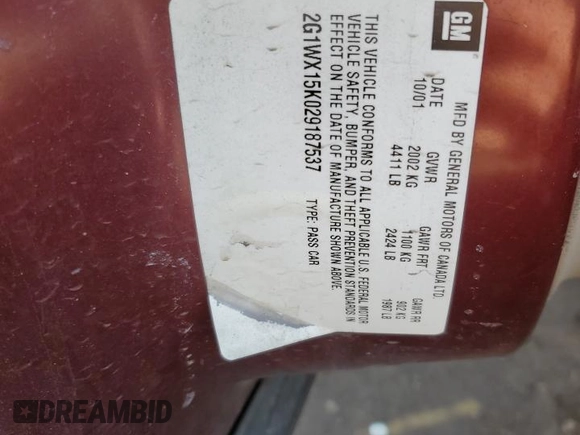 GM
MFD BY GENERAL MOTORS OF CANADA LTD
DATE GVWR GAWR FRT GAWR RR
10/01 2002 KG 1100 KG 902 KG
4411 LB 2424 LB 1987 LB
THIS VEHICLE CONFORMS TO ALL APPLICABLE U.S. FEDERAL MOTOR
VEHICLE SAFETY, BUMPER, AND THEFT PREVENTION STANDARDS IN
EFFECT ON THE DATE OF MANUFACTURE SHOWN ABOVE.
2G1WX15K029187537 TYPE: PASS CAR
DREAMBID